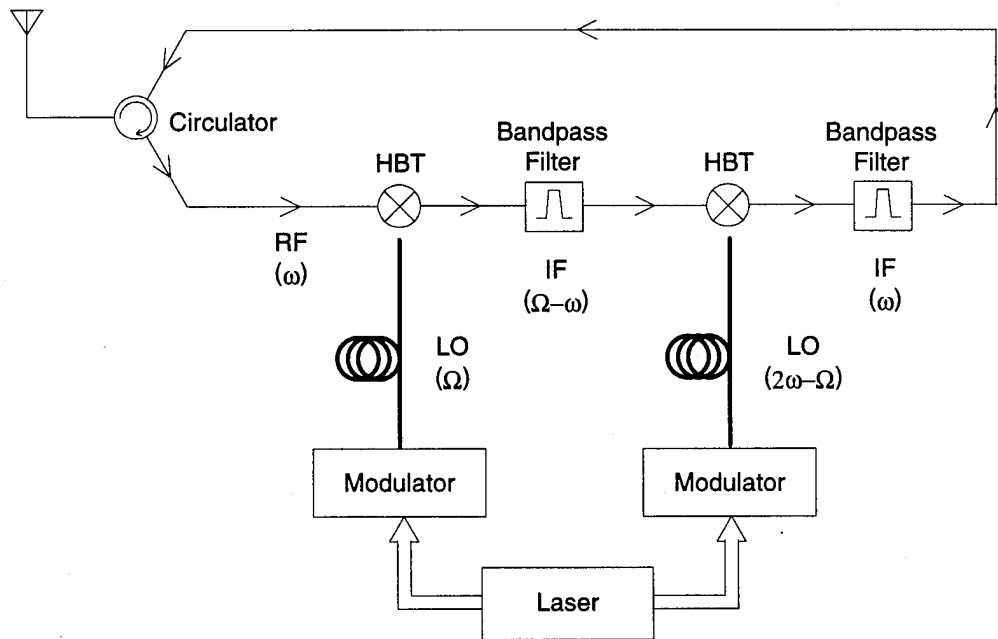 Circulator
HBT
Bandpass
Filter
HBT
Bandpass
Filter
RF
(ω)
IF
(Ω−ω)
IF
(ω)
LO
(Ω)
LO
(2ω−Ω)
Modulator
Modulator
Laser